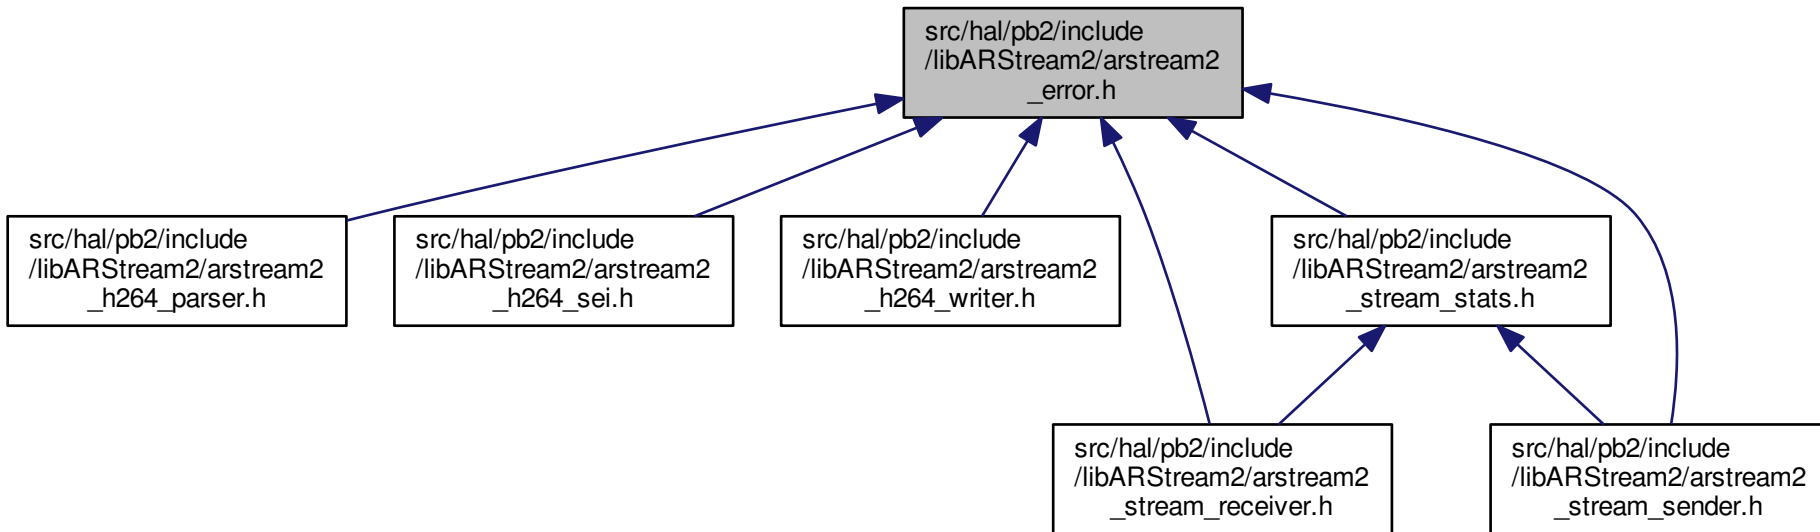 src/hal/pb2/include
/libARStream2/arstream2
_error.h
src/hal/pb2/include
/libARStream2/arstream2
_h264_parser.h
src/hal/pb2/include
/libARStream2/arstream2
_h264_sei.h
src/hal/pb2/include
/libARStream2/arstream2
_h264_writer.h
src/hal/pb2/include
/libARStream2/arstream2
_stream_stats.h
src/hal/pb2/include
/libARStream2/arstream2
_stream_receiver.h
src/hal/pb2/include
/libARStream2/arstream2
_stream_sender.h